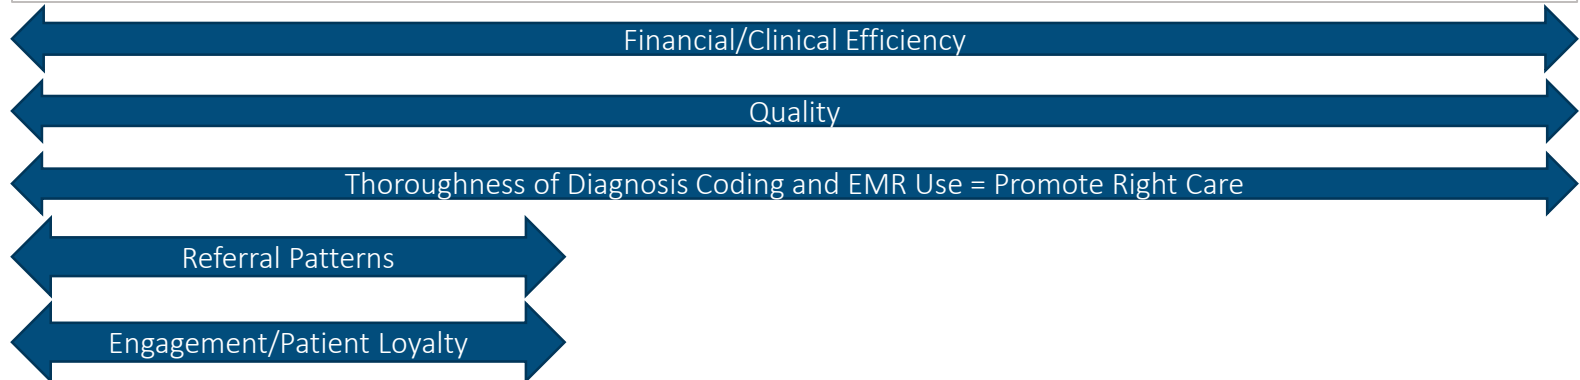 Financial/Clinical Efficiency
Quality
Thoroughness of Diagnosis Coding and EMR Use = Promote Right Care
Referral Patterns
Engagement/Patient Loyalty